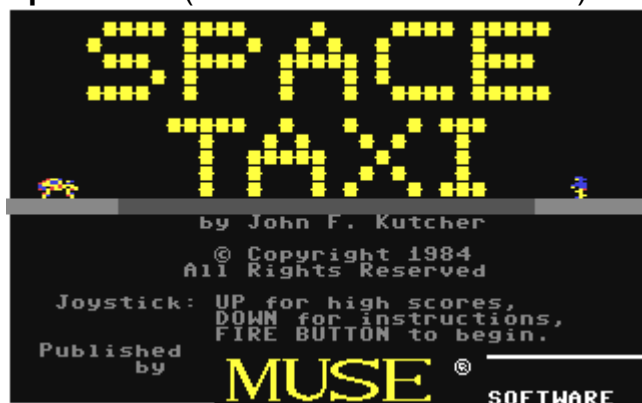 SPACE
TAXI
by John F. Kutcher
© Copyright 1984
All Rights Reserved
Joystick: UP for high scores,
DOWN for instructions,
FIRE BUTTON to begin.
Published
by
MUSE ®
SOFTWARE